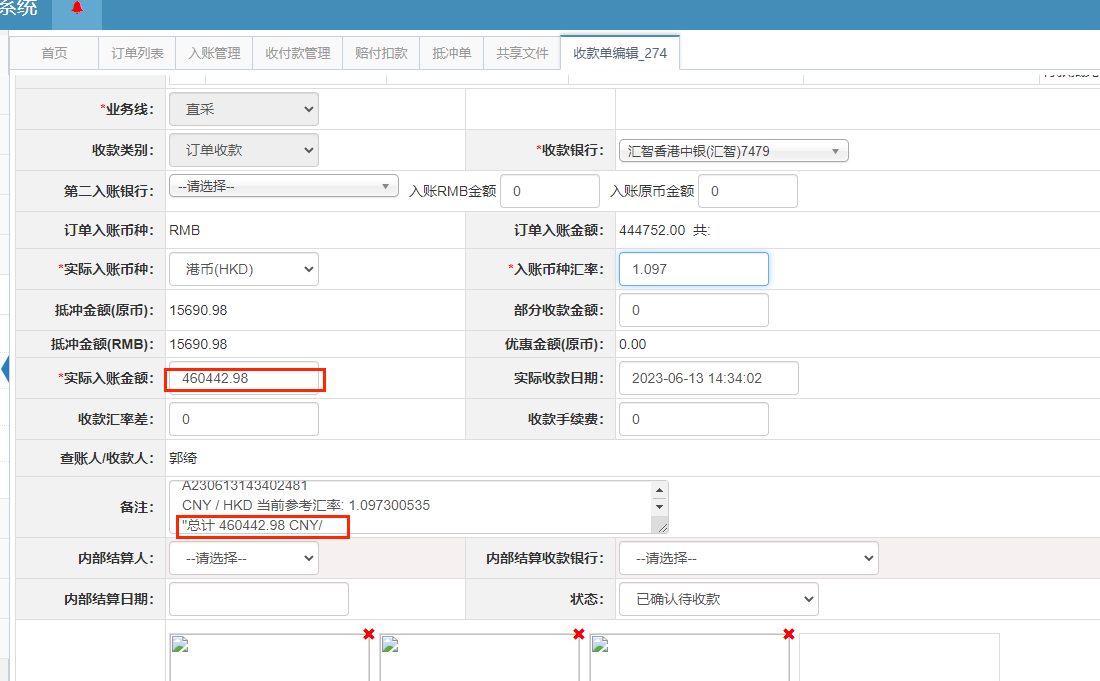 系统
首页 订单列表 入账管理 收付款管理 赔付扣款 抵冲单 共享文件 收款单编辑_274
*业务线: 直采
收款类别: 订单收款 *收款银行: 汇智香港中银(汇智)7479
第二入账银行: --请选择-- 入账RMB金额 0 入账原币金额 0
订单入账币种: RMB 订单入账金额: 444752.00 共:
*实际入账币种: 港币(HKD) *入账币种汇率: 1.097
抵冲金额(原币): 15690.98 部分收款金额: 0
抵冲金额(RMB): 15690.98 优惠金额(原币): 0.00
*实际入账金额: 460442.98 实际收款日期: 2023-06-13 14:34:02
收款汇率差: 0 收款手续费: 0
查账人/收款人: 郭绮
备注: A230613143402481
CNY / HKD 当前参考汇率: 1.097300535
"总计 460442.98 CNY/
内部结算人: --请选择-- 内部结算收款银行: --请选择--
内部结算日期: 状态: 已确认待收款